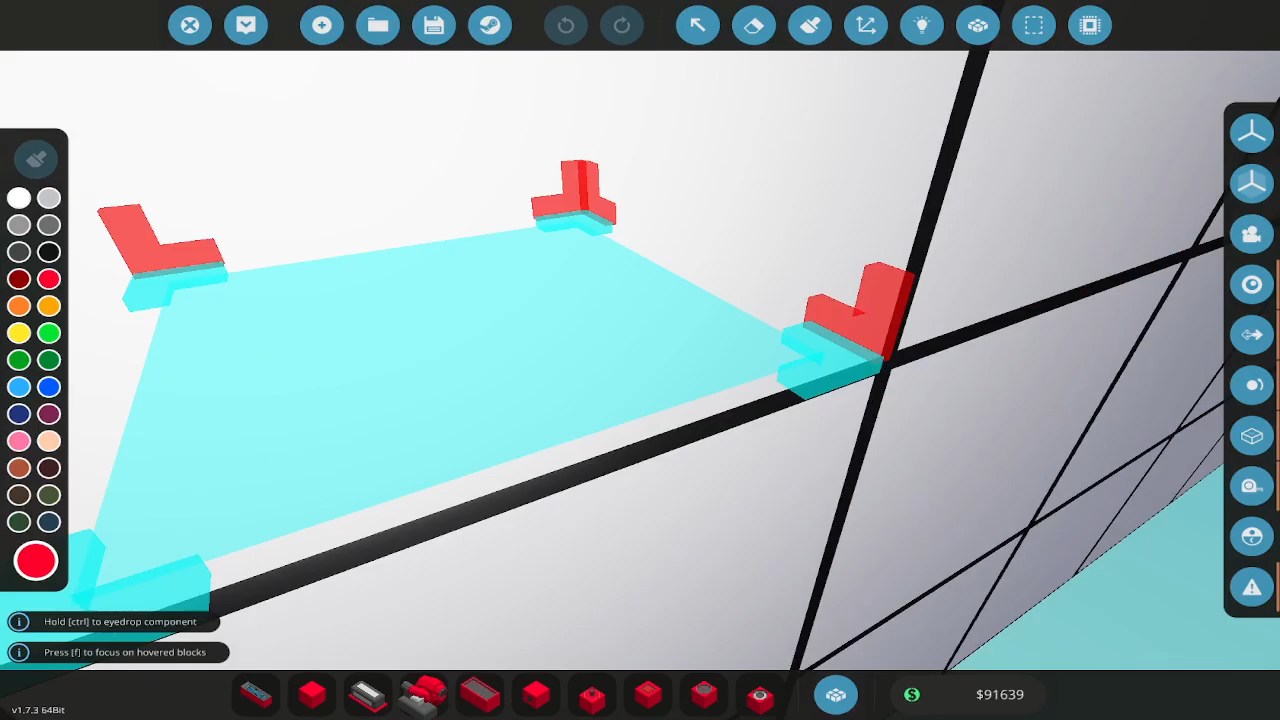 Hold [ctrl] to eyedrop component
Press [f] to focus on hovered blocks
v1.7.3 64Bit
$91639